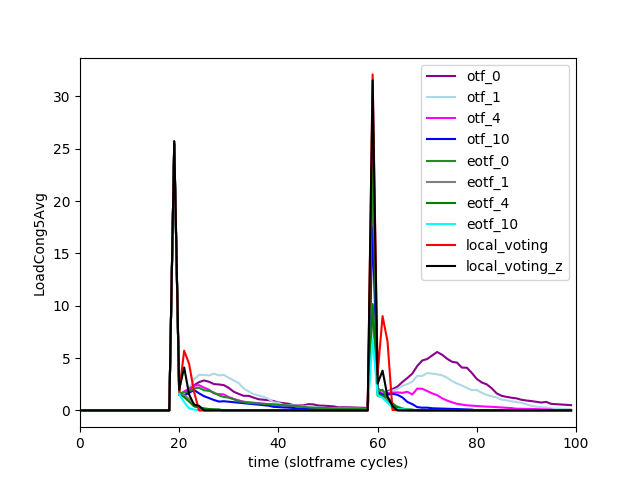 LoadCong5Avg
30
25
20
15
10
5
0
otf_0
otf_1
otf_4
otf_10
eotf_0
eotf_1
eotf_4
eotf_10
local_voting
local_voting_z
0 20 40 60 80 100
time (slotframe cycles)